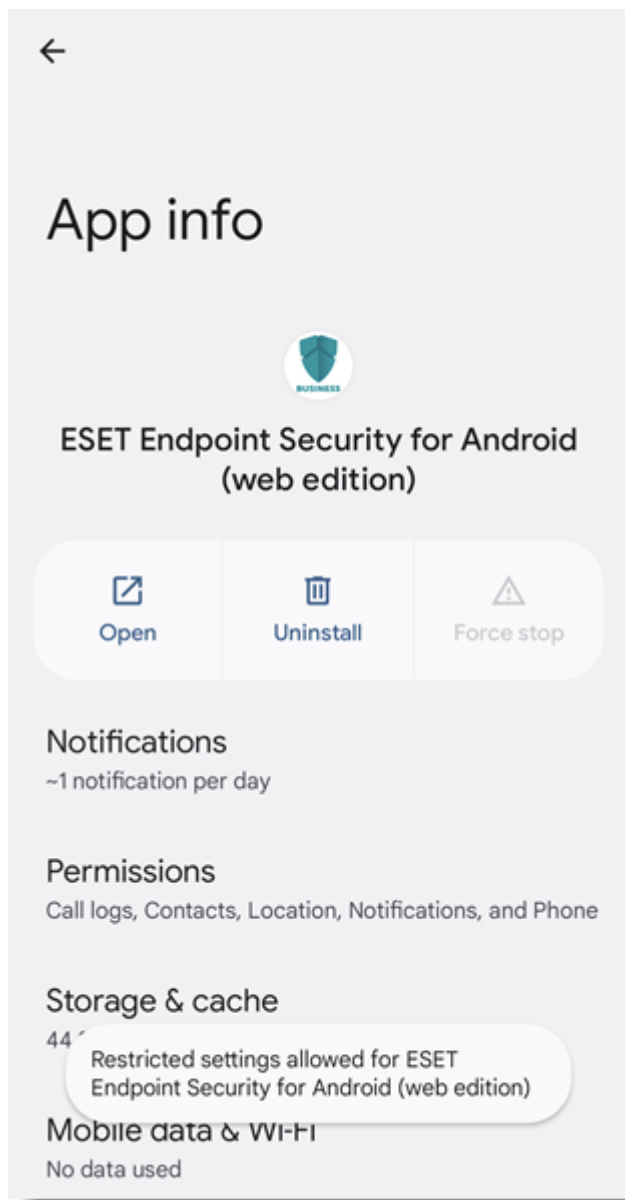 App info
BUSINESS
ESET Endpoint Security for Android
(web edition)
Open
Uninstall
Force stop
Notifications
~1 notification per day
Permissions
Call logs, Contacts, Location, Notifications, and Phone
Storage & cache
44
Restricted settings allowed for ESET
Endpoint Security for Android (web edition)
Mobile data & Wi-Fi
No data used